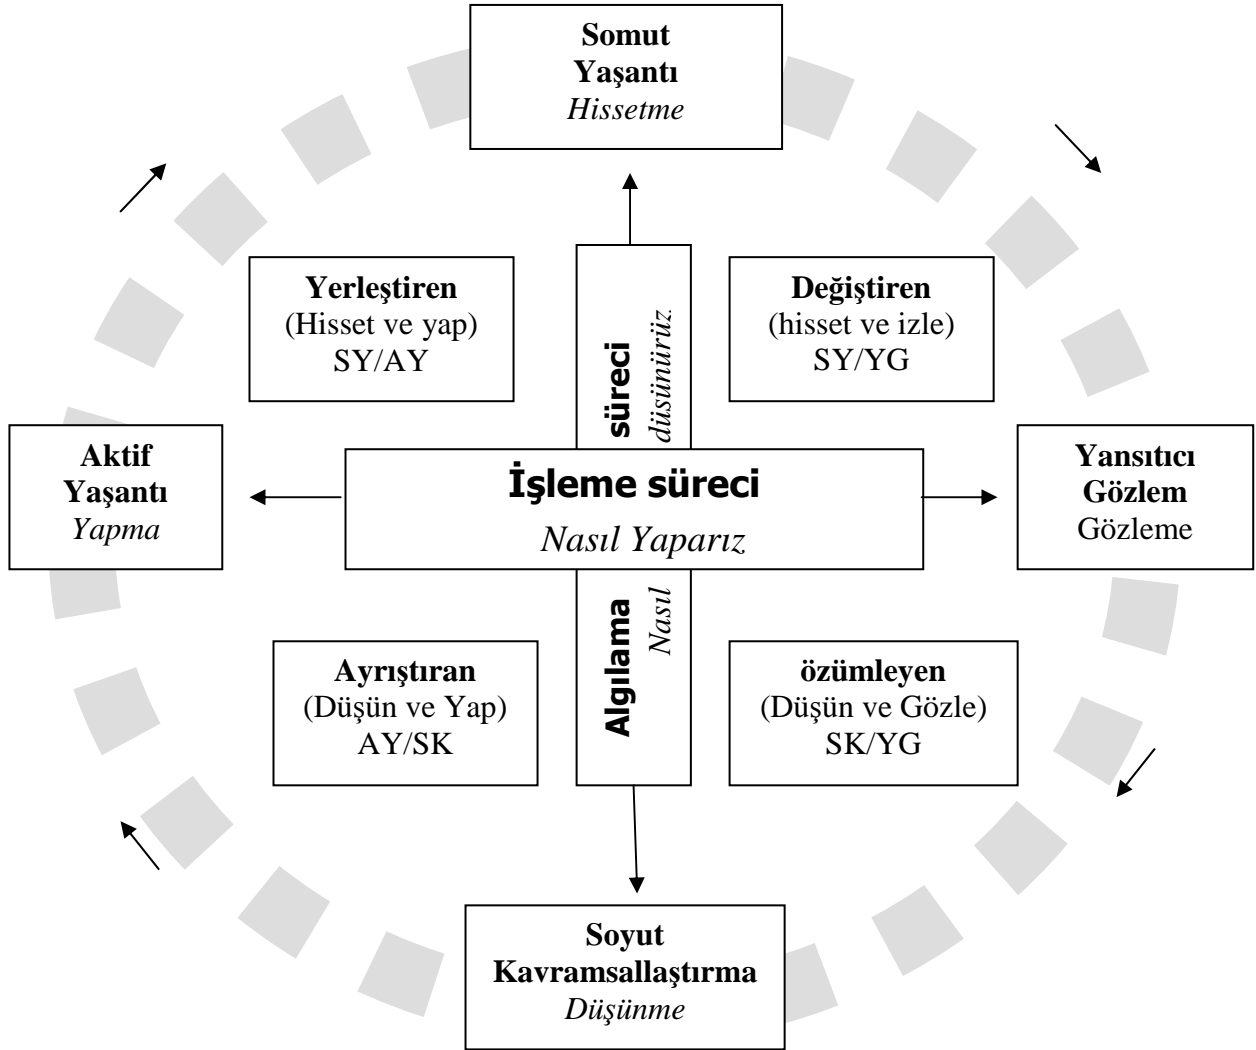 Somut
Yaşantı
Hissetme
Yerleştiren
(Hisset ve yap)
SY/AY
Değiştiren
(hisset ve izle)
SY/YG
süreci
düsünürüz
Aktif
Yaşantı
Yapma
İşleme süreci
Nasıl Yaparız
Yansıtıcı
Gözlem
Gözleme
Algılama
Nasıl
Ayrıştıran
(Düşün ve Yap)
AY/SK
özümleyen
(Düşün ve Gözle)
SK/YG
Soyut
Kavramsallaştırma
Düşünme